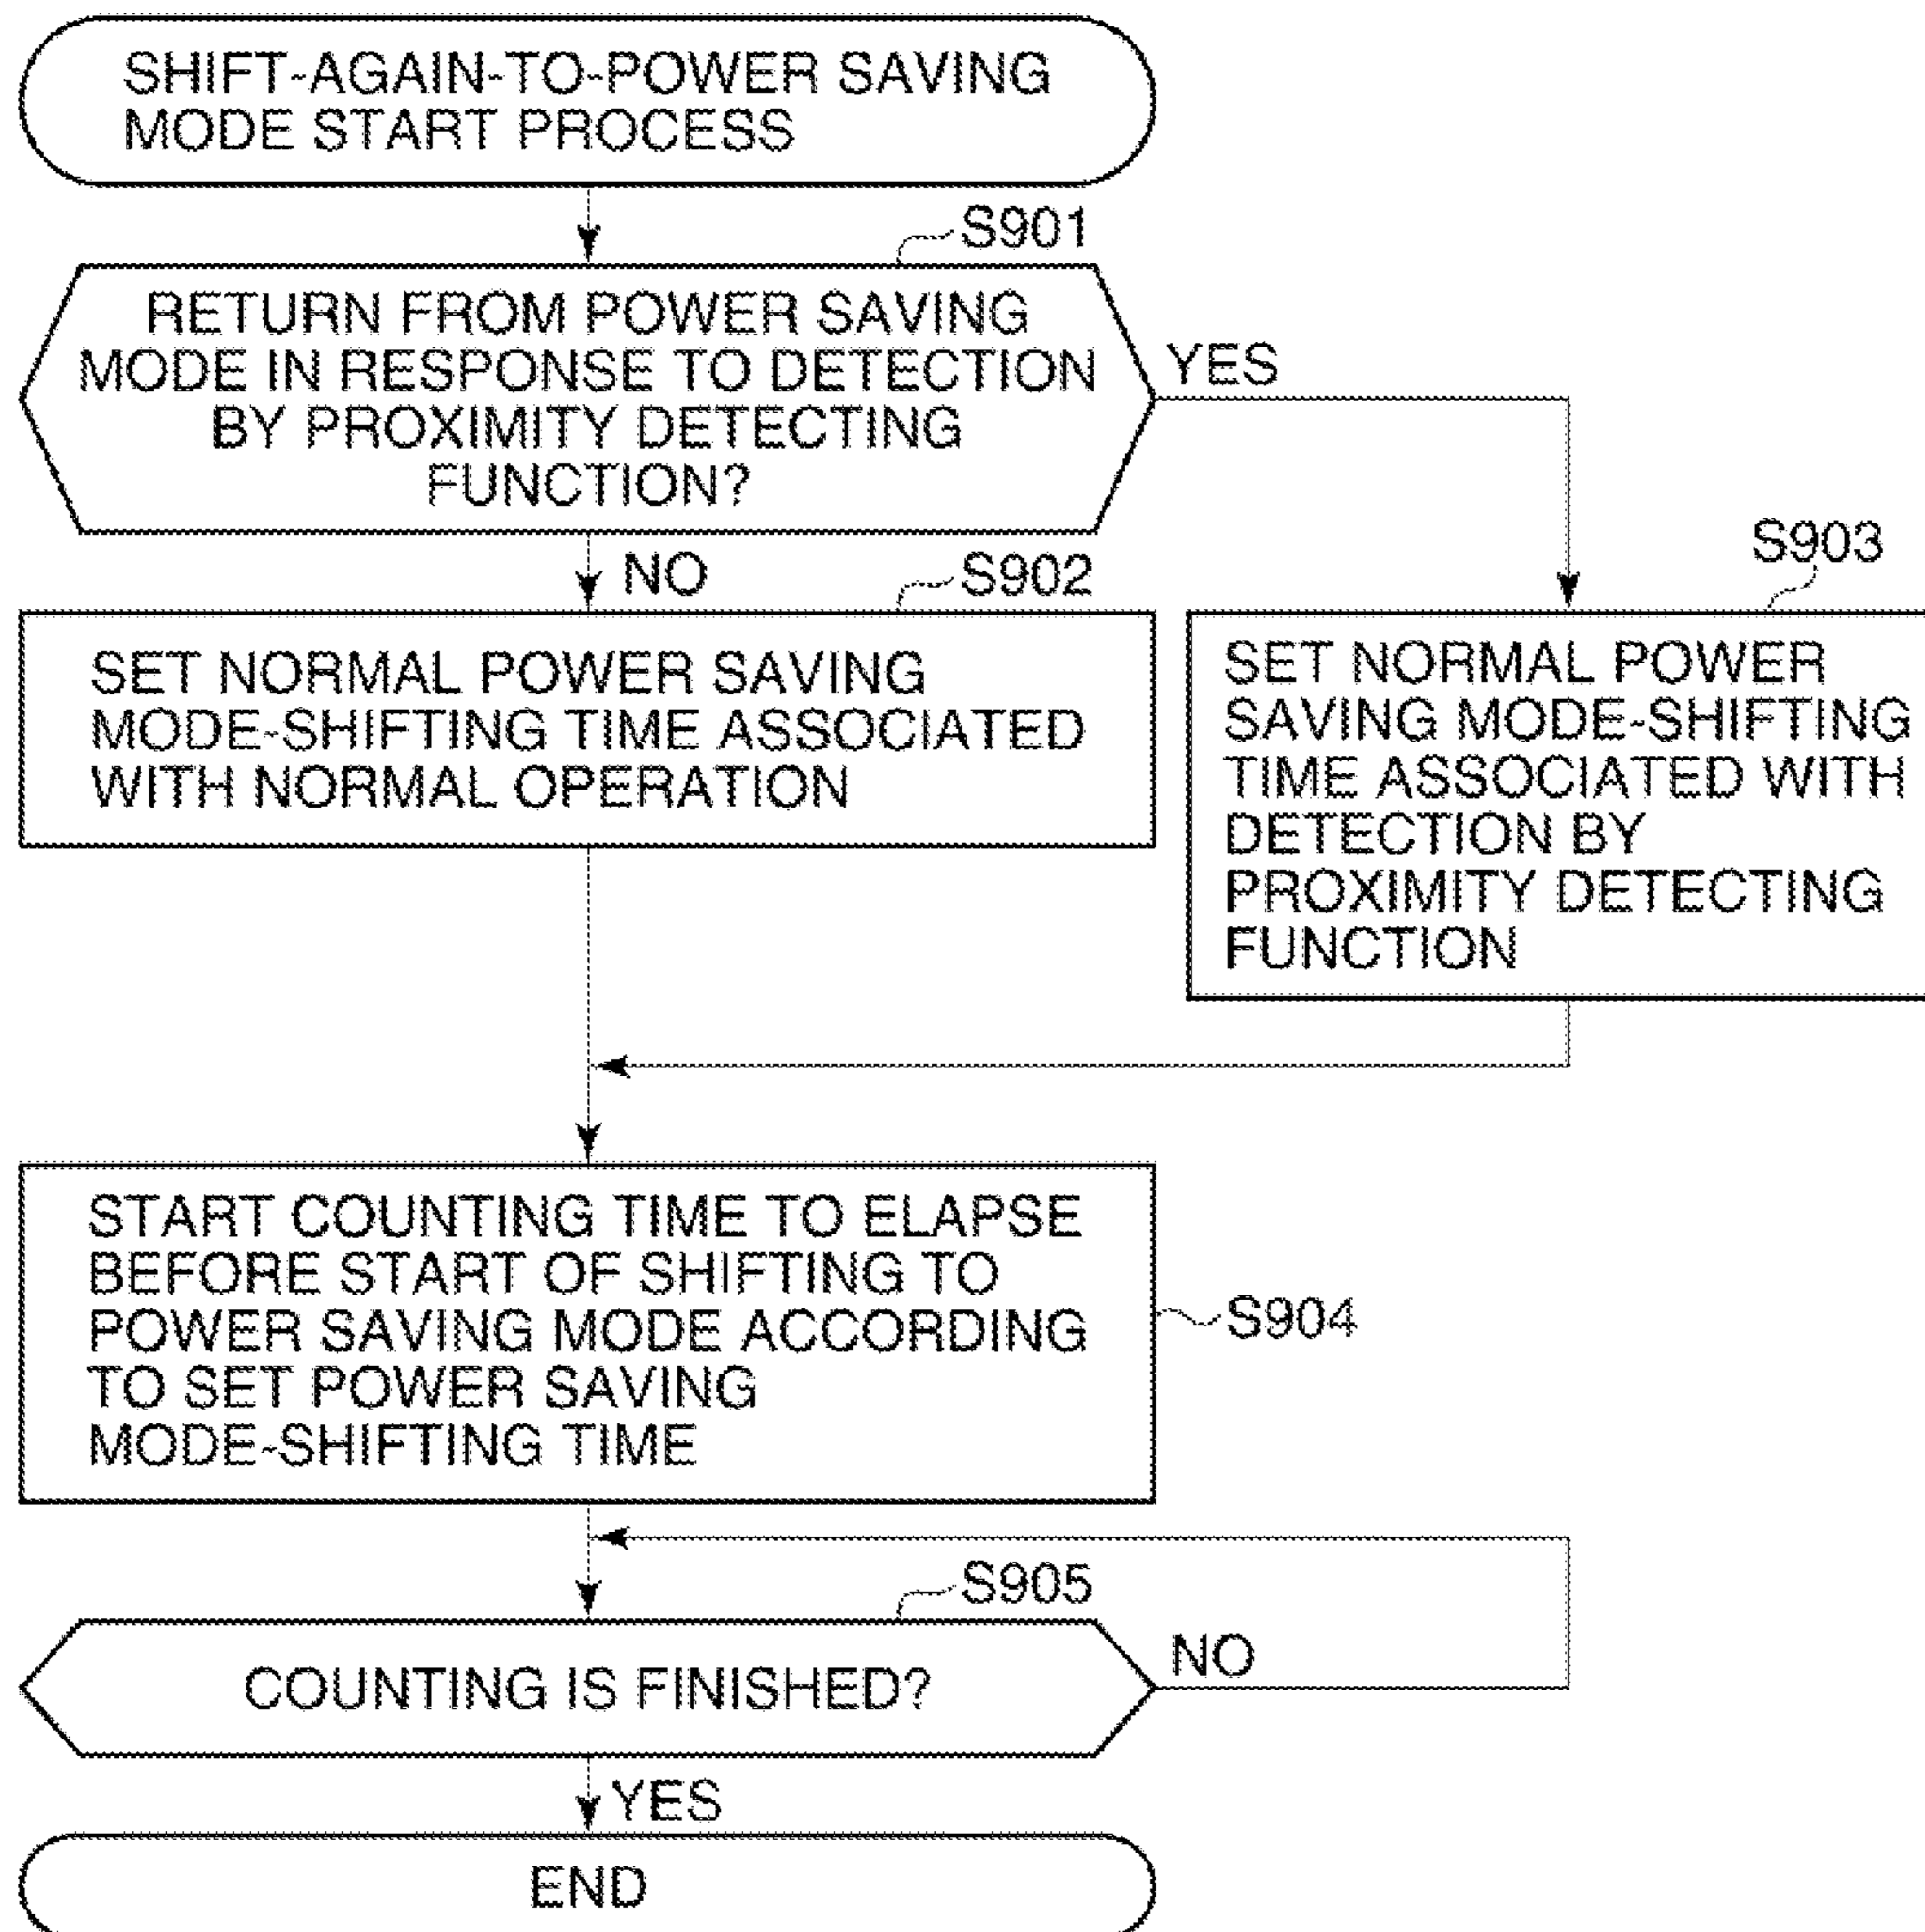 SHIFT-AGAIN-TO-POWER SAVING
MODE START PROCESS
S901
RETURN FROM POWER SAVING
MODE IN RESPONSE TO DETECTION
BY PROXIMITY DETECTING
FUNCTION?
YES
NO
S902
S903
SET NORMAL POWER SAVING
MODE-SHIFTING TIME ASSOCIATED
WITH NORMAL OPERATION
SET NORMAL POWER
SAVING MODE-SHIFTING
TIME ASSOCIATED WITH
DETECTION BY
PROXIMITY DETECTING
FUNCTION
START COUNTING TIME TO ELAPSE
BEFORE START OF SHIFTING TO
POWER SAVING MODE ACCORDING
TO SET POWER SAVING
MODE-SHIFTING TIME
S904
S905
COUNTING IS FINISHED?
NO
YES
END